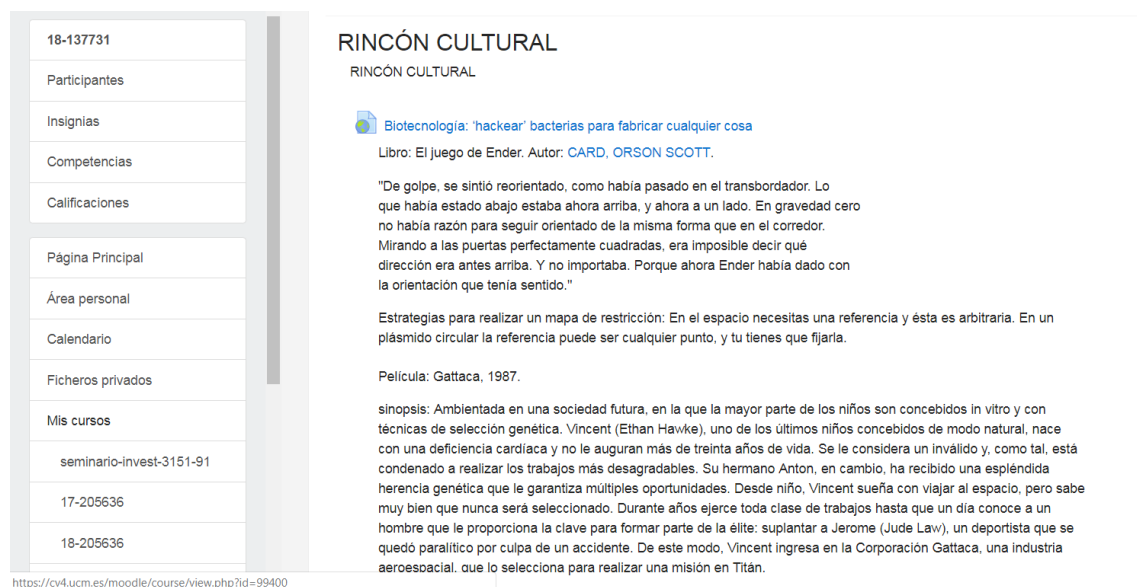 18-137731
Participantes
Insignias
Competencias
Calificaciones
Página Principal
Área personal
Calendario
Ficheros privados
Mis cursos
seminario-invest-3151-91
17-205636
18-205636
https://cv4.ucm.es/moodle/course/view.php?id=99400
RINCÓN CULTURAL
RINCÓN CULTURAL
Biotecnología: ‘hackear’ bacterias para fabricar cualquier cosa
Libro: El juego de Ender. Autor: CARD, ORSON SCOTT.
"De golpe, se sintió reorientado, como había pasado en el transbordador. Lo
que había estado abajo estaba ahora arriba, y ahora a un lado. En gravedad cero
no había razón para seguir orientado de la misma forma que en el corredor.
Mirando a las puertas perfectamente cuadradas, era imposible decir qué
dirección era antes arriba. Y no importaba. Porque ahora Ender había dado con
la orientación que tenía sentido."
Estrategias para realizar un mapa de restricción: En el espacio necesitas una referencia y ésta es arbitraria. En un
plásmido circular la referencia puede ser cualquier punto, y tu tienes que fijarla.
Película: Gattaca, 1987.
sinopsis: Ambientada en una sociedad futura, en la que la mayor parte de los niños son concebidos in vitro y con
técnicas de selección genética. Vincent (Ethan Hawke), uno de los últimos niños concebidos de modo natural, nace
con una deficiencia cardíaca y no le auguran más de treinta años de vida. Se le considera un inválido y, como tal, está
condenado a realizar los trabajos más desagradables. Su hermano Anton, en cambio, ha recibido una espléndida
herencia genética que le garantiza múltiples oportunidades. Desde niño, Vincent sueña con viajar al espacio, pero sabe
muy bien que nunca será seleccionado. Durante años ejerce toda clase de trabajos hasta que un día conoce a un
hombre que le proporciona la clave para formar parte de la élite: suplantar a Jerome (Jude Law), un deportista que se
quedó paralítico por culpa de un accidente. De este modo, Vincent ingresa en la Corporación Gattaca, una industria
aeroespacial, que lo selecciona para realizar una misión en Titán.